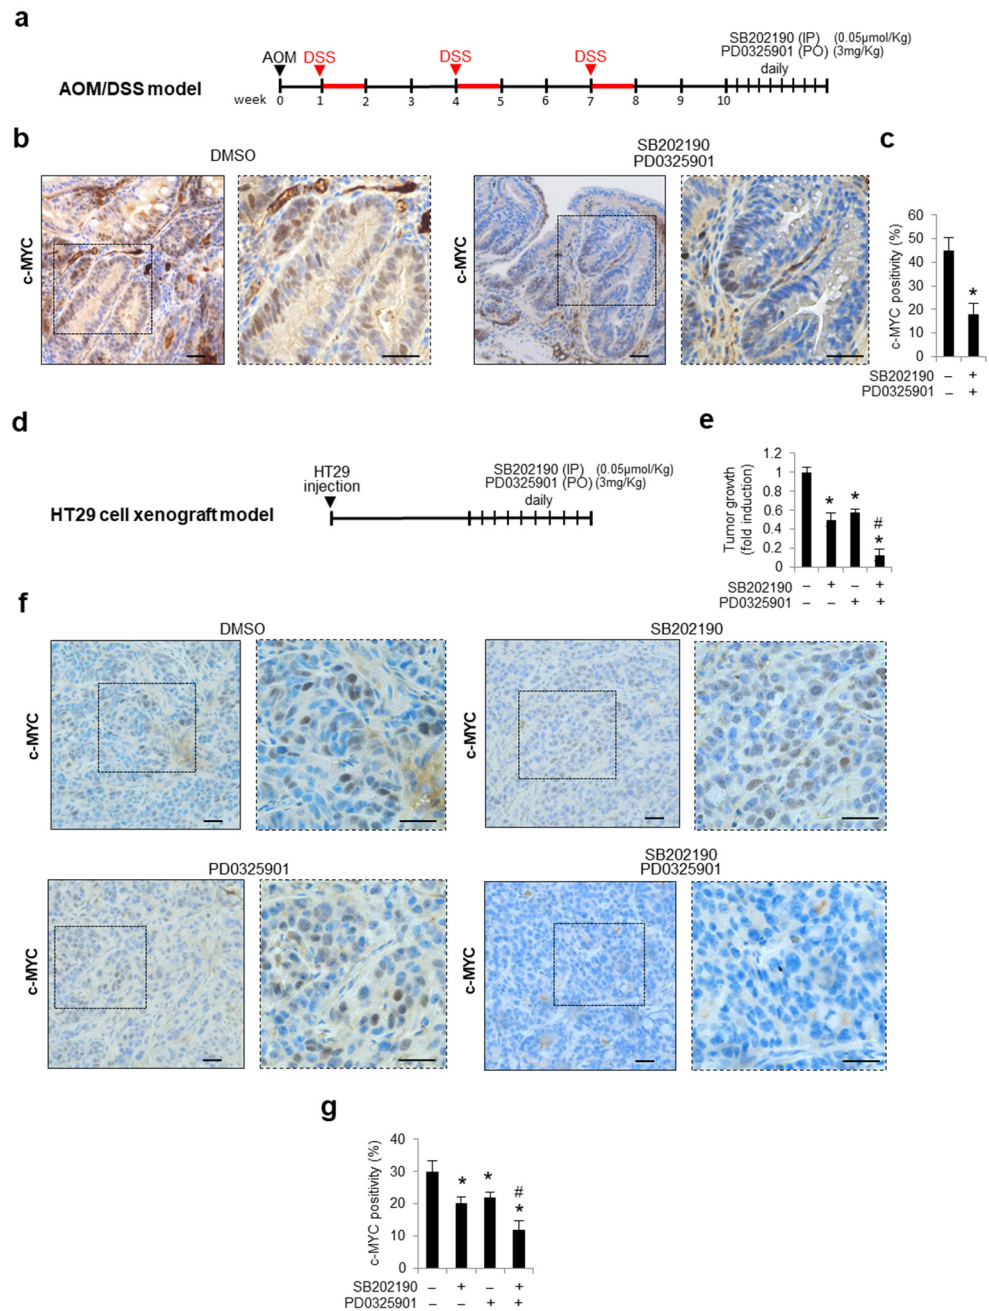 a
SB202190 (IP) (0.05µmol/Kg)
PD0325901 (PO) (3mg/Kg)
daily
AOM DSS DSS DSS
AOM/DSS model
week 0 1 2 3 4 5 6 7 8 9 10
b
DMSO
SB202190
PD0325901
c-MYC
c-MYC
c
c-MYC positivity (%)
60
50
40
30
20
10
0
*
SB202190 – +
PD0325901 – +
d
HT29
injection
SB202190 (IP) (0.05µmol/Kg)
PD0325901 (PO) (3mg/Kg)
daily
HT29 cell xenograft model
e
Tumor growth
(fold induction)
1.2
1
0.8
0.6
0.4
0.2
0
* * # *
SB202190 – + – +
PD0325901 – – + +
f
DMSO
SB202190
c-MYC
c-MYC
PD0325901
SB202190
PD0325901
c-MYC
c-MYC
g
c-MYC positivity (%)
40
30
20
10
0
* * # *
SB202190 – + – +
PD0325901 – – + +